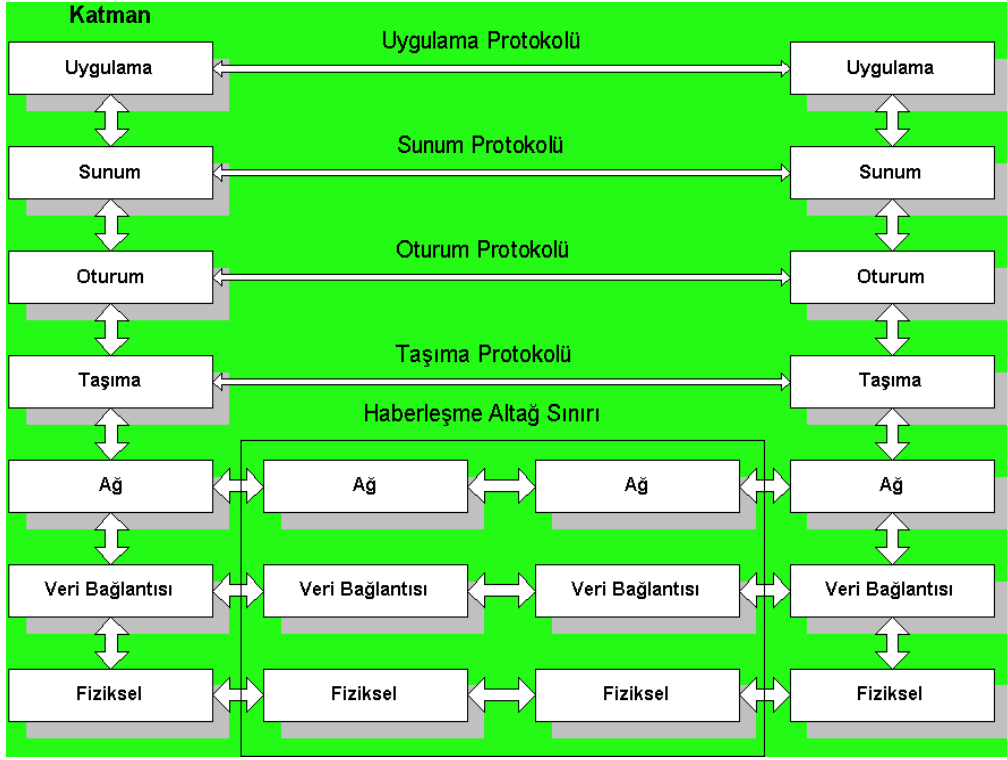 Katman
Uygulama Protokolü
Uygulama
Uygulama
Sunum Protokolü
Sunum
Sunum
Oturum Protokolü
Oturum
Oturum
Taşıma Protokolü
Taşıma
Taşıma
Haberleşme Altağ Sınırı
Ağ
Ağ
Ağ
Ağ
Veri Bağlantısı
Veri Bağlantısı
Veri Bağlantısı
Veri Bağlantısı
Fiziksel
Fiziksel
Fiziksel
Fiziksel